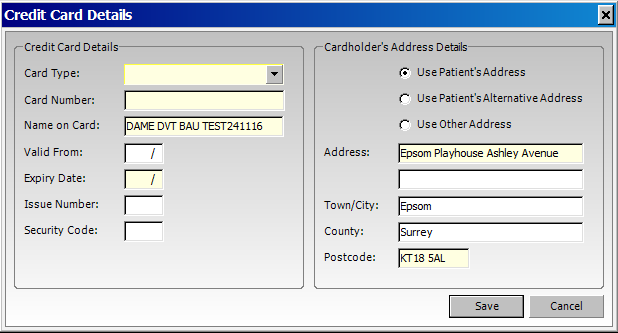 Credit Card Details
Credit Card Details
Card Type:
Card Number:
Name on Card: DAME DVT BAU TEST241116
Valid From: /
Expiry Date: /
Issue Number:
Security Code:
Cardholder's Address Details
Use Patient's Address
Use Patient's Alternative Address
Use Other Address
Address: Epsom Playhouse Ashley Avenue
Town/City: Epsom
County: Surrey
Postcode: KT18 5AL
Save Cancel